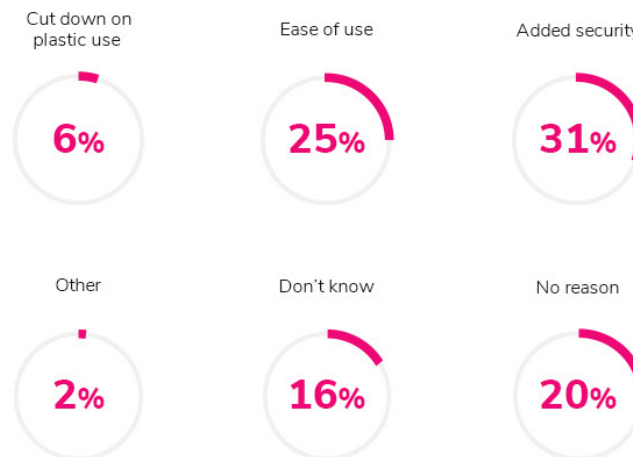 Cut down on
plastic use
Ease of use
Added security
6%
25%
31%
Other
Don't know
No reason
2%
16%
20%